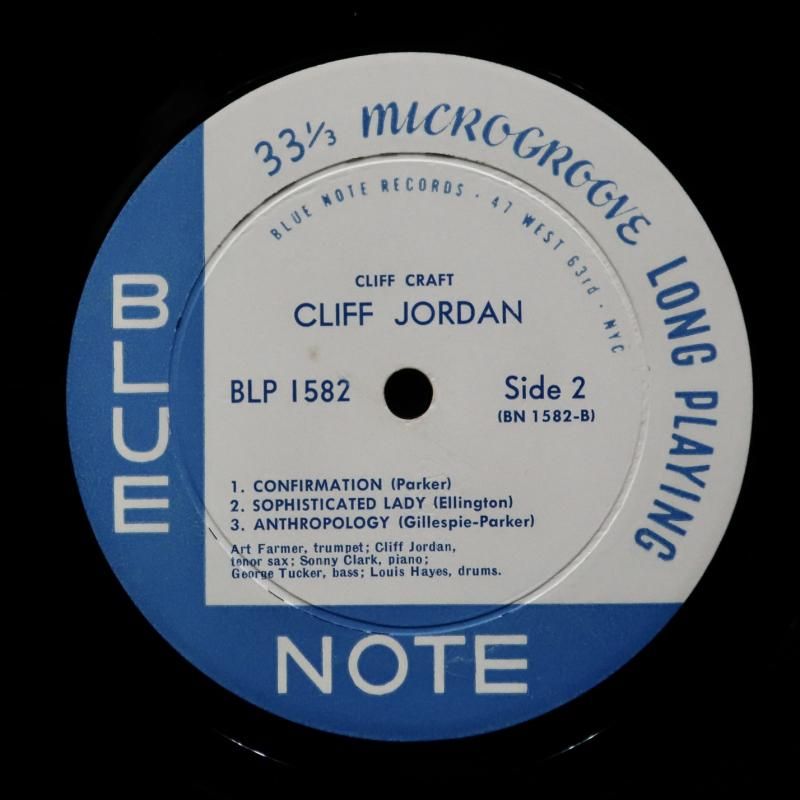 33⅓ MICROGROOVE LONG PLAYING
BLUE NOTE RECORDS · 47 WEST 63rd · NYC
CLIFF CRAFT
CLIFF JORDAN
BLP 1582
Side 2
(BN 1582-B)
1. CONFIRMATION (Parker)
2. SOPHISTICATED LADY (Ellington)
3. ANTHROPOLOGY (Gillespie-Parker)
Art Farmer, trumpet; Cliff Jordan,
tenor sax; Sonny Clark, piano;
George Tucker, bass; Louis Hayes, drums.
BLUE
NOTE